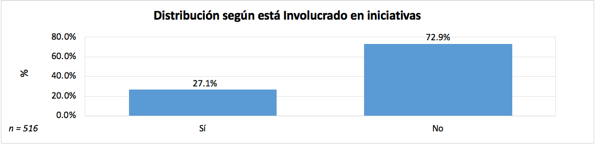 Distribución según está Involucrado en iniciativas
80.0%
72.9%
60.0%
%
40.0%
27.1%
20.0%
0.0%
n = 516
Sí
No